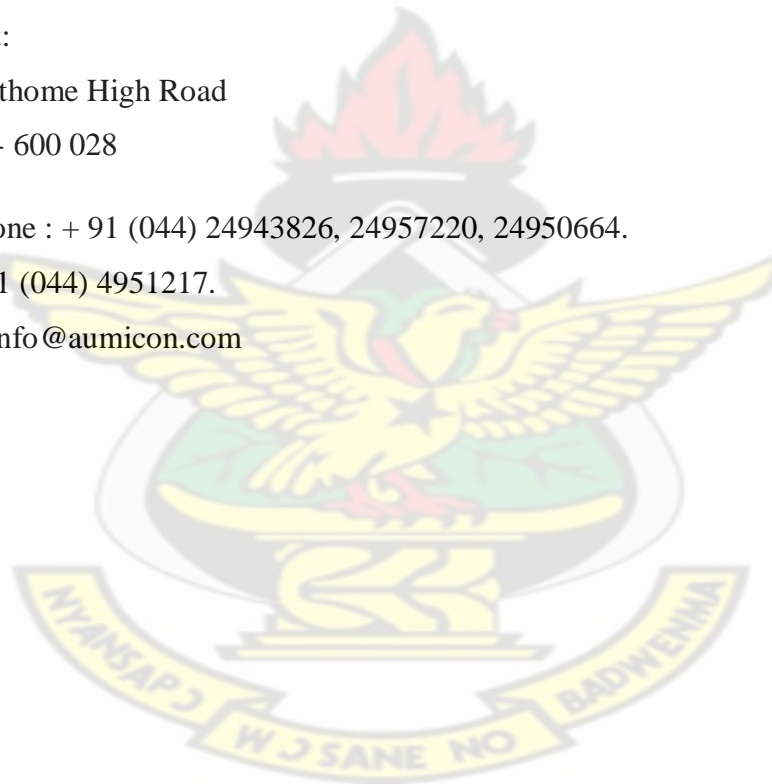 :
thome High Road
- 600 028
one : + 91 (044) 24943826, 24957220, 24950664.
1 (044) 4951217.
nfo@aumicon.com
NYANSAPƆ
WƆ SANE NO
BADWENMA